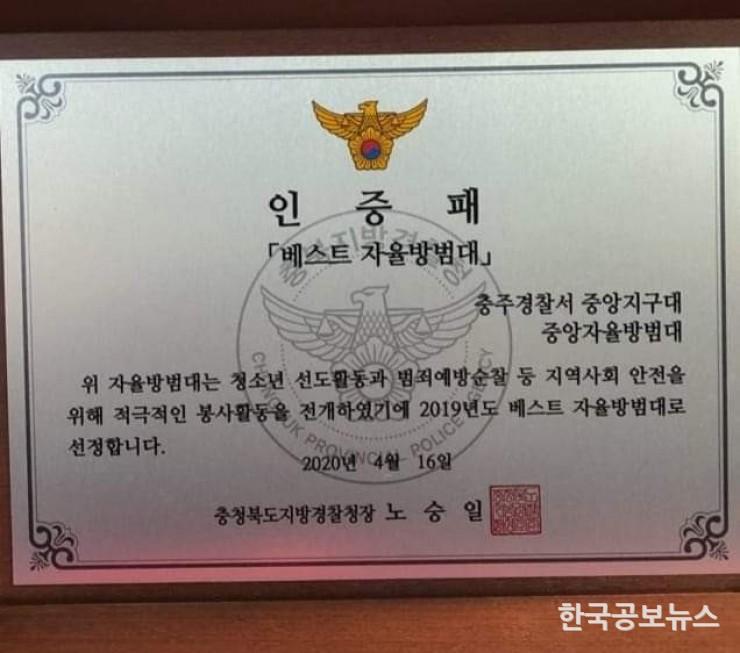 인 증 패
「베스트 자율방범대」
충주경찰서 중앙지구대
중앙자율방범대
위 자율방범대는 청소년 선도활동과 범죄예방순찰 등 지역사회 안전을
위해 적극적인 봉사활동을 전개하였기에 2019년도 베스트 자율방범대로
선정합니다.
2020년 4월 16일
충청북도지방경찰청장 노 승 일
CHUNGBUK PROVINCIAL POLICE AGENCY
한국공보뉴스